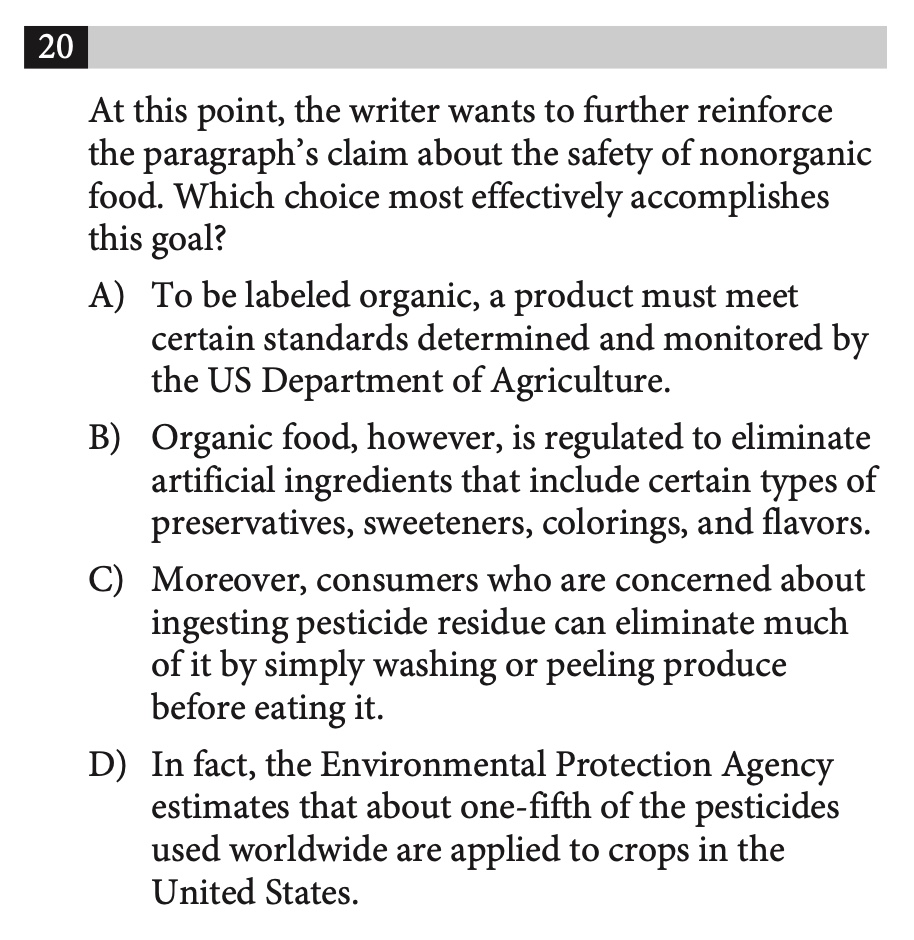 20
At this point, the writer wants to further reinforce
the paragraph’s claim about the safety of nonorganic
food. Which choice most effectively accomplishes
this goal?
A) To be labeled organic, a product must meet
certain standards determined and monitored by
the US Department of Agriculture.
B) Organic food, however, is regulated to eliminate
artificial ingredients that include certain types of
preservatives, sweeteners, colorings, and flavors.
C) Moreover, consumers who are concerned about
ingesting pesticide residue can eliminate much
of it by simply washing or peeling produce
before eating it.
D) In fact, the Environmental Protection Agency
estimates that about one-fifth of the pesticides
used worldwide are applied to crops in the
United States.